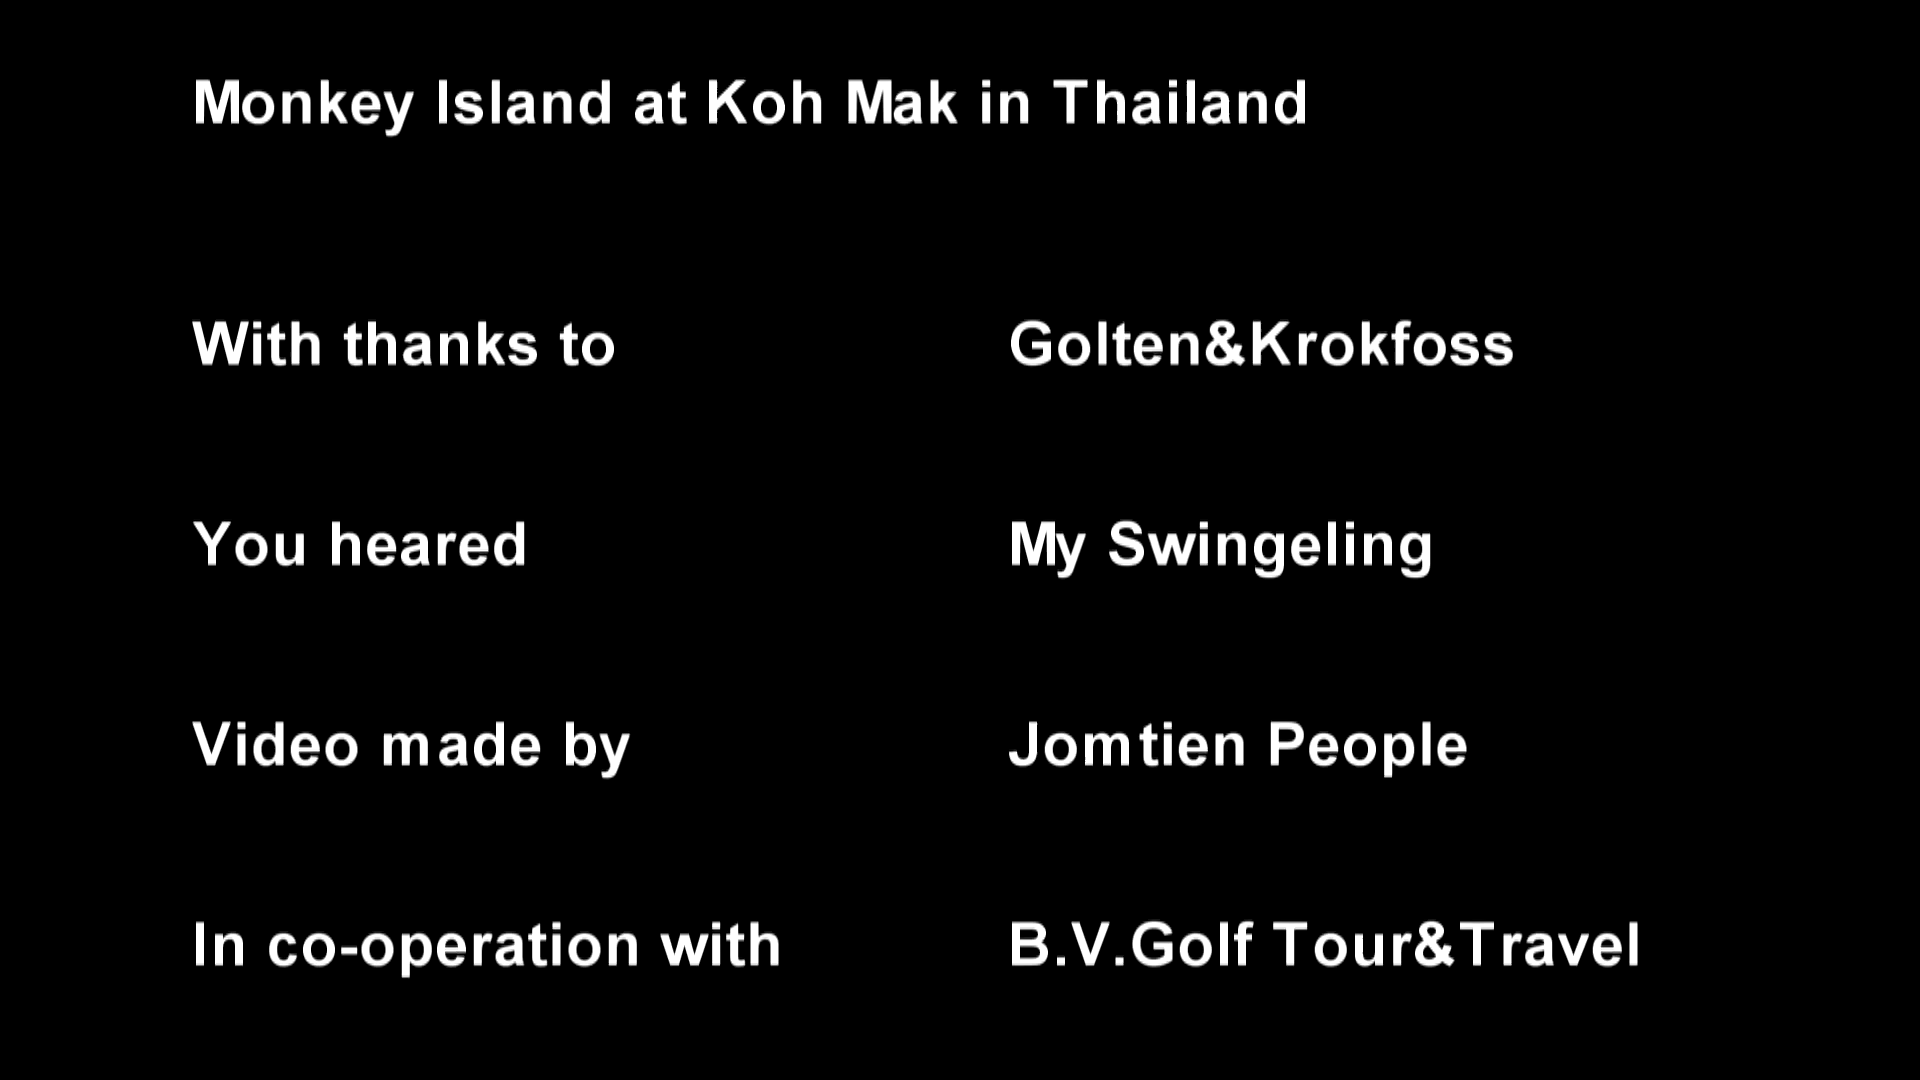 Monkey Island at Koh Mak in Thailand
With thanks to Golten&Krokfoss
You heared My Swingeling
Video made by Jomtien People
In co-operation with B.V.Golf Tour&Travel